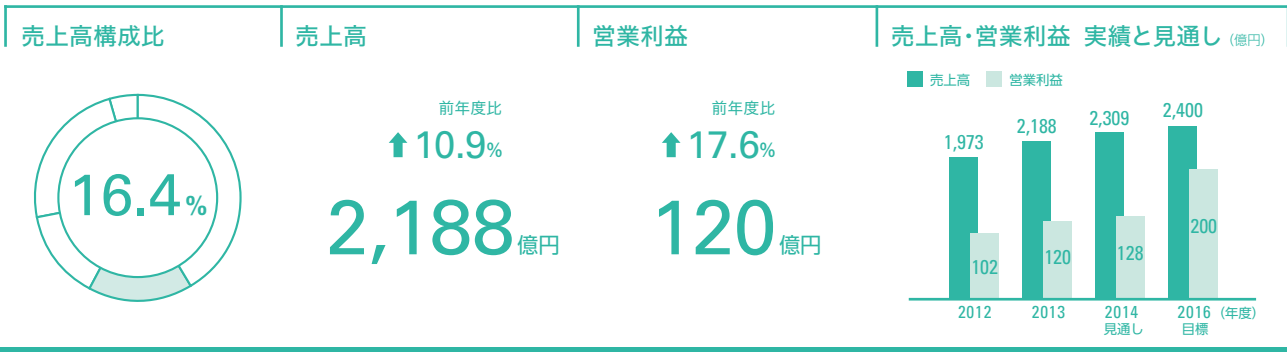 売上高構成比
16.4%
売上高
前年度比
10.9%
2,188億円
営業利益
前年度比
17.6%
120億円
売上高・営業利益 実績と見通し（億円）
売上高 営業利益
1,973
2,188
2,309
2,400
102
120
128
200
2012 2013 2014 2016（年度）
見通し 目標